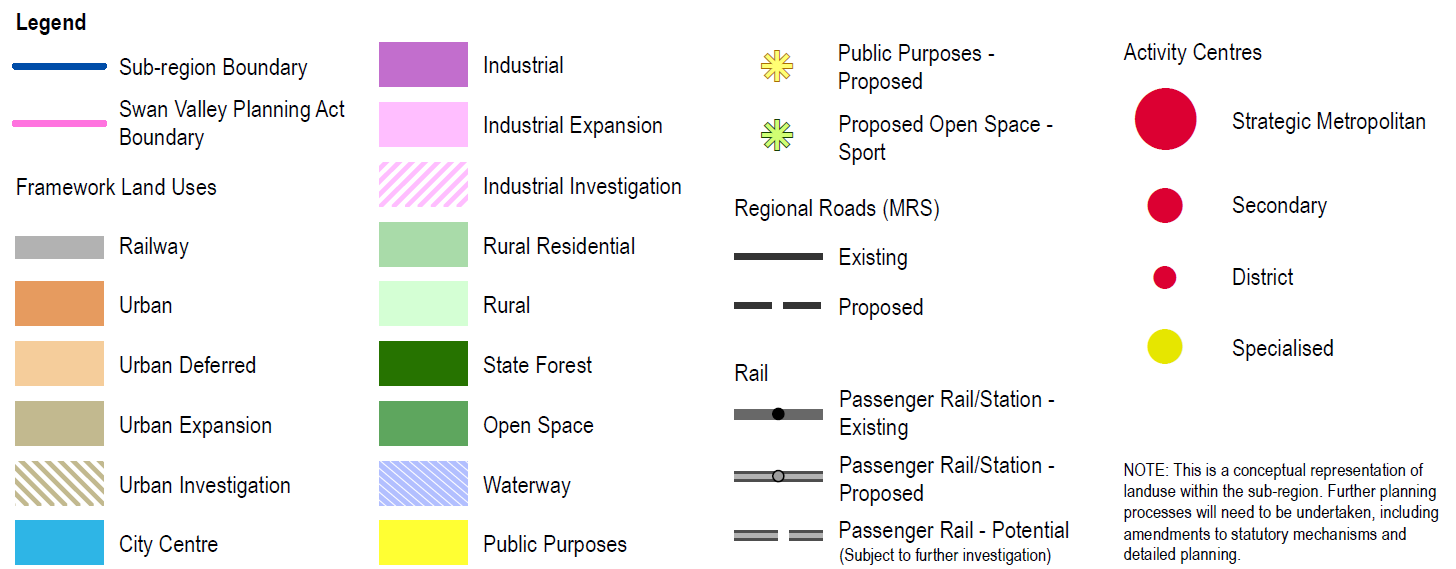 Legend
Sub-region Boundary
Swan Valley Planning Act
Boundary
Framework Land Uses
Railway
Urban
Urban Deferred
Urban Expansion
Urban Investigation
City Centre
Industrial
Industrial Expansion
Industrial Investigation
Rural Residential
Rural
State Forest
Open Space
Waterway
Public Purposes
Public Purposes -
Proposed
Proposed Open Space -
Sport
Regional Roads (MRS)
Existing
Proposed
Rail
Passenger Rail/Station -
Existing
Passenger Rail/Station -
Proposed
Passenger Rail - Potential
(Subject to further investigation)
Activity Centres
Strategic Metropolitan
Secondary
District
Specialised
NOTE: This is a conceptual representation of
landuse within the sub-region. Further planning
processes will need to be undertaken, including
amendments to statutory mechanisms and
detailed planning.